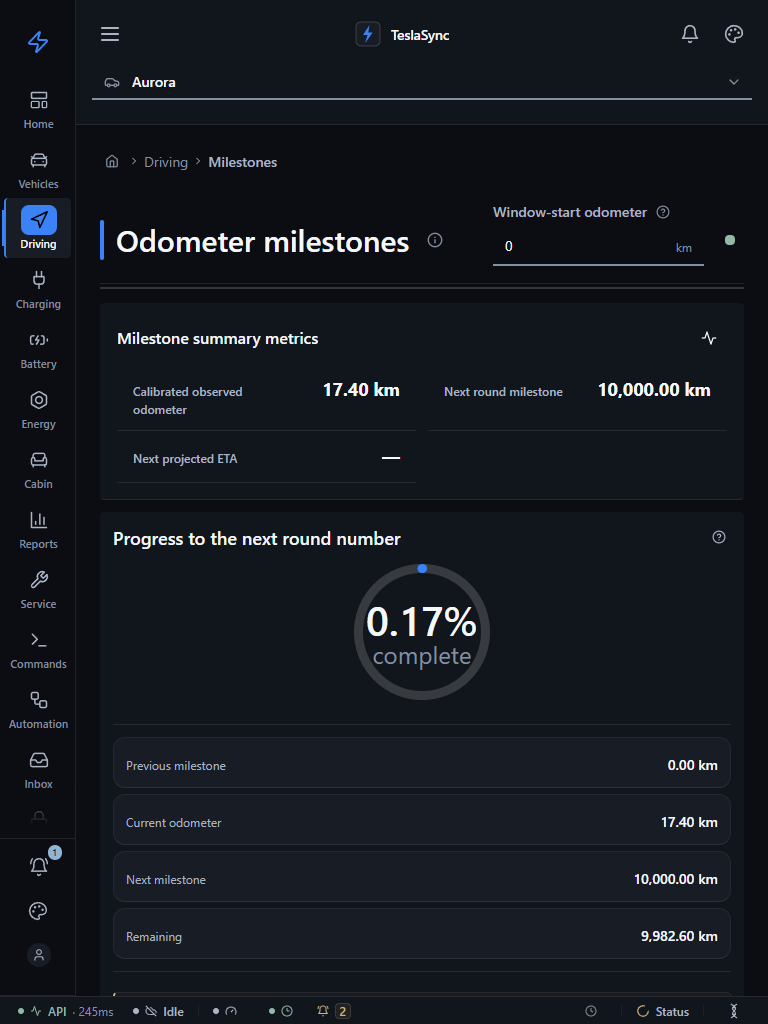 TeslaSync
Aurora
Home
Vehicles
Driving
Charging
Battery
Energy
Cabin
Reports
Service
Commands
Automation
Inbox
1
Driving
Milestones
Odometer milestones
Window-start odometer
0
km
Milestone summary metrics
Calibrated observed
odometer
17.40 km
Next round milestone
10,000.00 km
Next projected ETA
—
Progress to the next round number
0.17%
complete
Previous milestone
0.00 km
Current odometer
17.40 km
Next milestone
10,000.00 km
Remaining
9,982.60 km
API · 245ms
Idle
2
Status